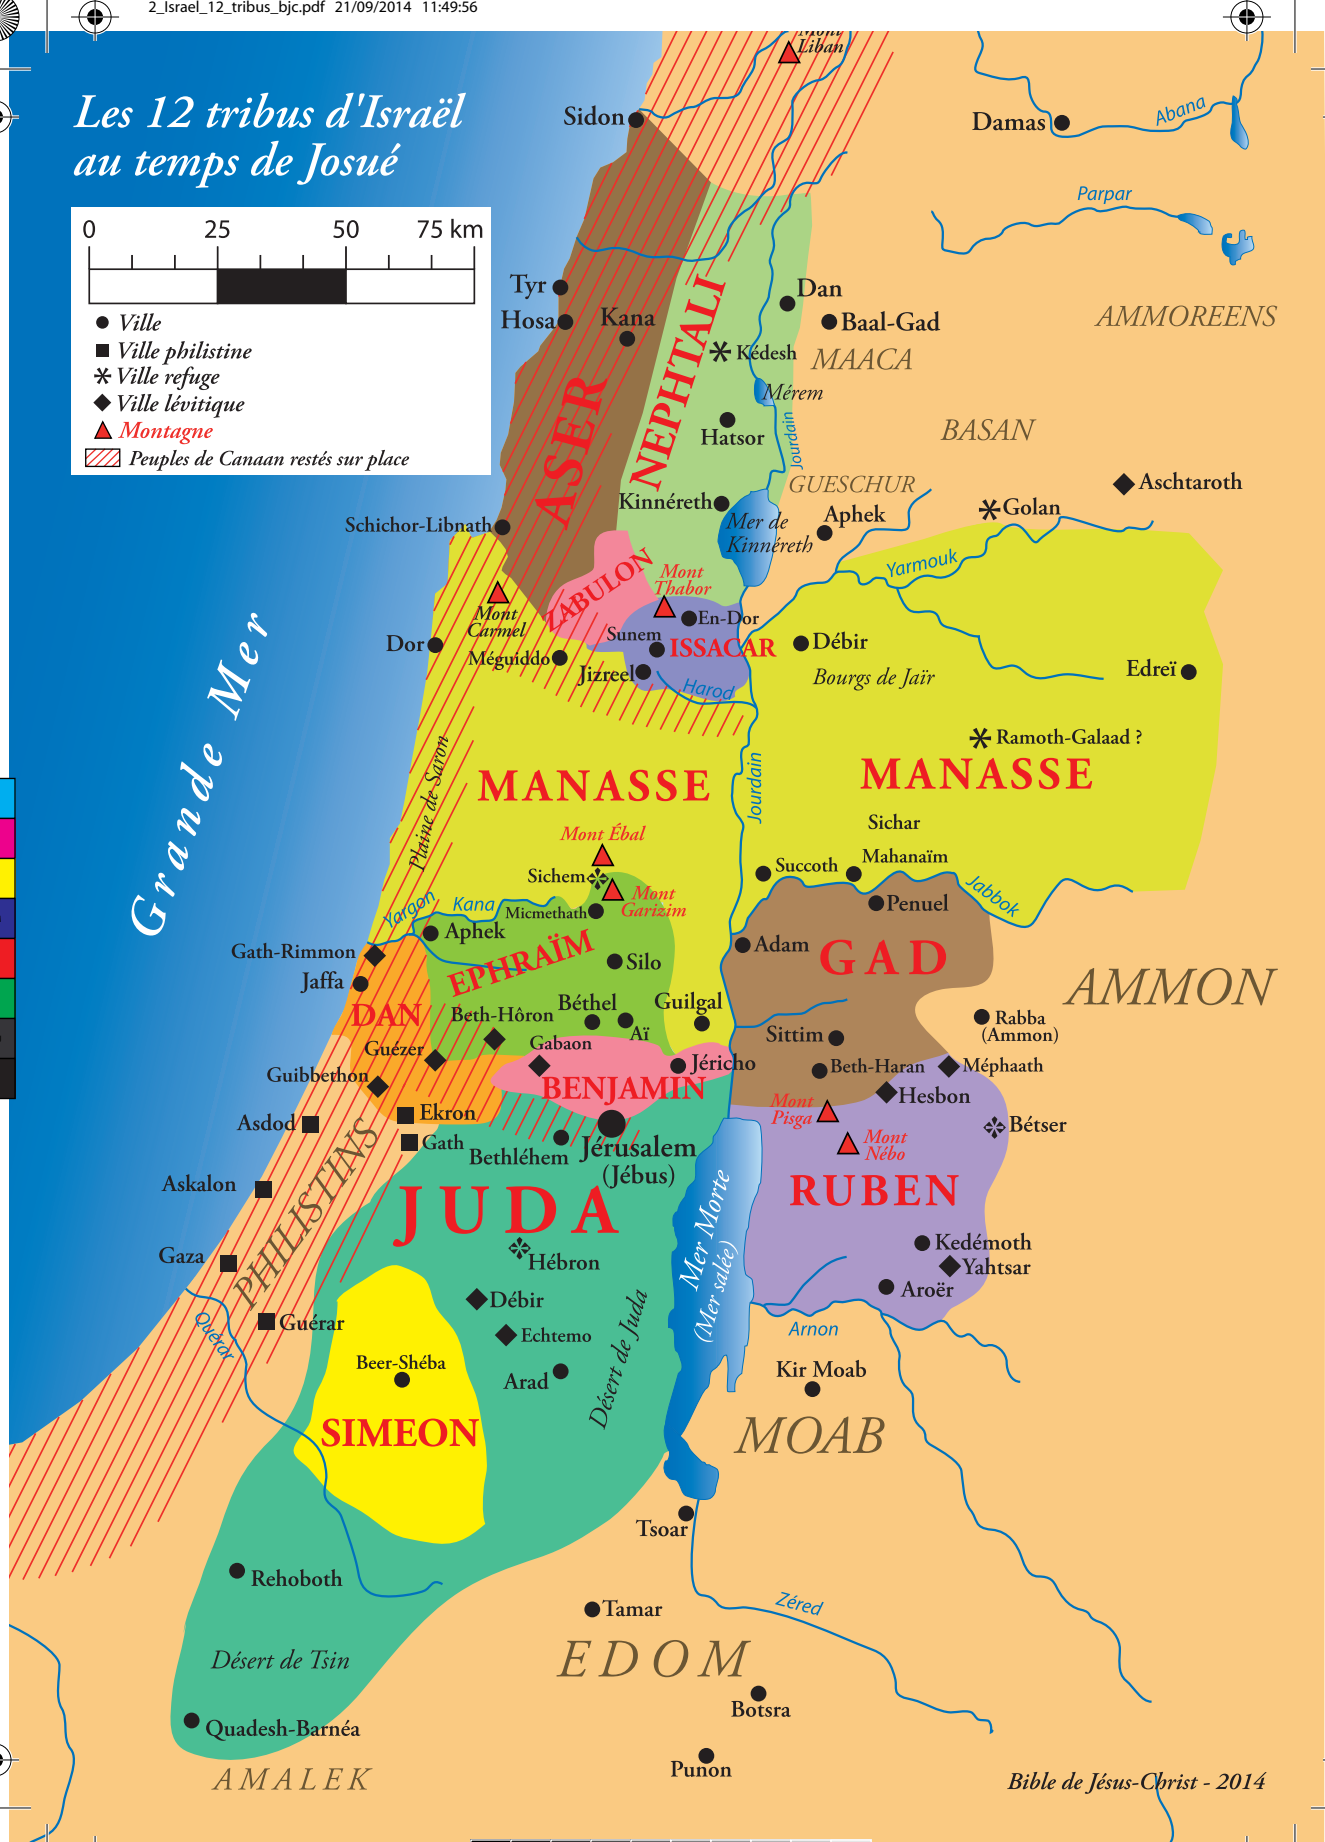 2_Israel_12_tribus_bjc.pdf 21/09/2014 11:49:56
Mont
Liban
Les 12 tribus d'Israël
au temps de Josué
0 25 50 75 km
Ville
Ville philistine
Ville refuge
Ville lévitique
Montagne
Peuples de Canaan restés sur place
Sidon
Damas
Abana
Parpar
Tyr
Hosa
Kana
Dan
Baal-Gad
AMMOREENS
Kédesh
MAACA
NEPHTALI
ASER
Mérem
Hatsor
Jourdain
BASAN
GUESCHUR
Aschtaroth
Kinnéreth
Golan
Aphek
Mer de
Kinnéreth
Schichor-Libnath
Yarmouk
ZABULON
Mont
Thabor
Mont
Carmel
En-Dor
Sunem
ISSACAR
Dor
Méguiddo
Jizreel
Harod
Débir
Bourgs de Jaïr
Edreï
Grande Mer
Ramoth-Galaad ?
Plaine de Saron
MANASSE
MANASSE
Jourdain
Sichar
Mont Ébal
Succoth
Mahanaïm
Sichem
Mont
Garizim
Jabbok
Yarqon
Kana
Micmethath
Penuel
Aphek
Gath-Rimmon
EPHRAÏM
Silo
Adam
GAD
Jaffa
AMMON
DAN
Beth-Hôron
Béthel
Aï
Guilgal
Rabba
(Ammon)
Sittim
Guézer
Gabaon
Jéricho
Beth-Haran
Méphaath
Guibbethon
BENJAMIN
Mont
Pisga
Hesbon
Asdod
Ekron
Gath
Bétser
Bethléhem
Jérusalem
(Jébus)
Mont
Nébo
Askalon
PHILISTINS
JUDA
RUBEN
Mer Morte
(Mer salée)
Gaza
Hébron
Kedémoth
Yahtsar
Aroër
Débir
Guérar
Quérar
Echtemo
Désert de Juda
Arnon
Beer-Shéba
Arad
Kir Moab
SIMEON
MOAB
Tsoar
Rehoboth
Tamar
Zéred
Désert de Tsin
EDOM
Botsra
Quadesh-Barnéa
Punon
AMALEK
Bible de Jésus-Christ - 2014